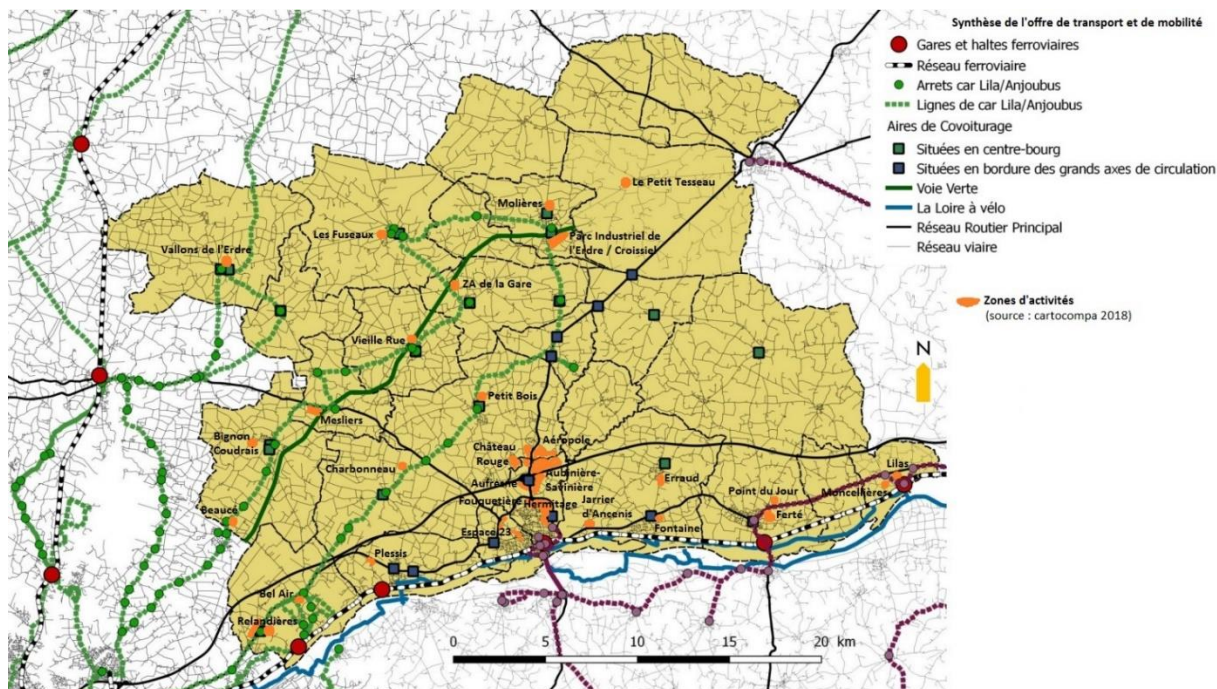 Synthèse de l'offre de transport et de mobilité
Gares et haltes ferroviaires
Réseau ferroviaire
Arrets car Lila/Anjoubus
Lignes de car Lila/Anjoubus
Aires de Covoiturage
Situées en centre-bourg
Situées en bordure des grands axes de circulation
Voie Verte
La Loire à vélo
Réseau Routier Principal
Réseau viaire
Zones d'activités
(source : cartocompa 2018)
N
Le Petit Tesseau
Molières
Les Fuseaux
Parc Industriel de
l'Erdre / Croissel
Vallons de l'Erdre
ZA de la Gare
Vieille Rue
Petit Bois
Mesliers
Bignon
Coudrais
Château
Rouge
Aéropole
Charbonneau
Aufresne
Aubinière-
Savinière
Erraud
Lilas
Fouquetière
Hermitage
Jarrier
d'Ancenis
Point du Jour
Moncellières
Beaucé
Espace 23
Fontaine
Ferté
Plessis
Bel Air
Relandières
0 5 10 15 20 km